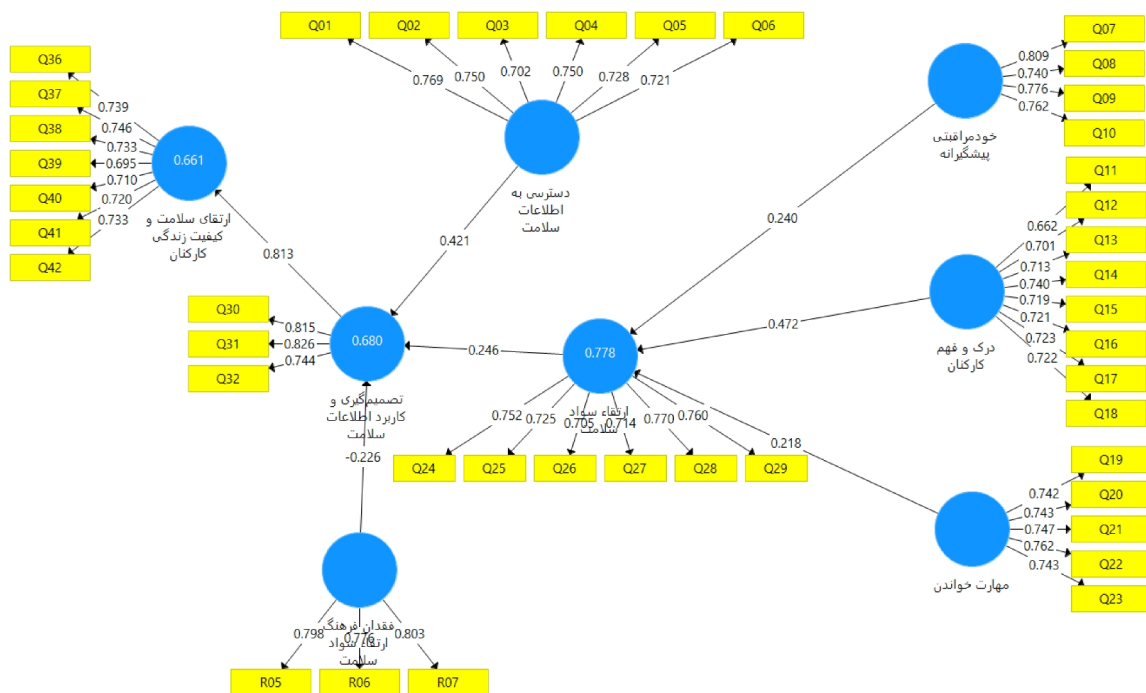 Q01
Q02
Q03
Q04
Q05
Q06
0.769
0.750
0.702
0.750
0.728
0.721
دسترسی به
اطلاعات
سلامت
Q07
Q08
Q09
Q10
0.809
0.740
0.776
0.762
خودمراقبتی
پیشگیرانه
Q36
Q37
Q38
Q39
Q40
Q41
Q42
0.739
0.746
0.733
0.695
0.710
0.720
0.733
0.661
ارتقای سلامت و
کیفیت زندگی
کارکنان
Q11
Q12
Q13
Q14
Q15
Q16
Q17
Q18
0.662
0.701
0.713
0.740
0.719
0.721
0.723
0.722
درک و فهم
کارکنان
0.240
0.421
0.813
0.472
0.246
0.218
-0.226
Q30
Q31
Q32
0.815
0.826
0.744
0.680
تصمیم‌گیری و
کاربرد اطلاعات
سلامت
0.778
ارتقاء سواد
سلامت
0.752
0.725
0.705
0.714
0.770
0.760
Q24
Q25
Q26
Q27
Q28
Q29
Q19
Q20
Q21
Q22
Q23
0.742
0.743
0.747
0.762
0.743
مهارت خواندن
فقدان فرهنگ
ارتقاء سواد
سلامت
0.798
0.776
0.803
R05
R06
R07